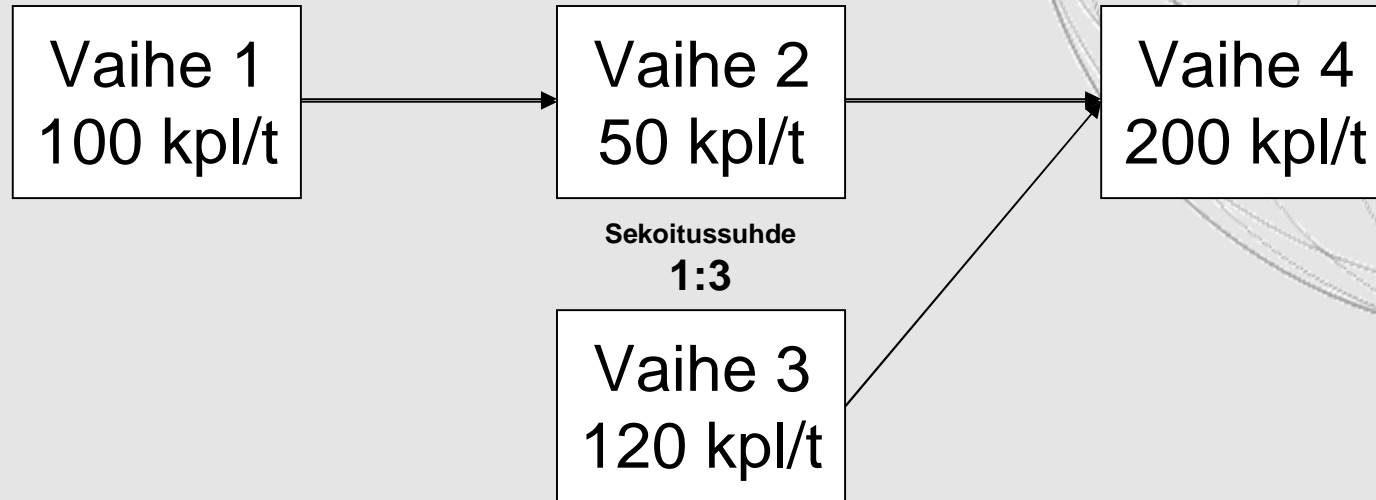 Vaihe 1
100 kpl/t
Vaihe 2
50 kpl/t
Vaihe 4
200 kpl/t
Sekoitussuhde
1:3
Vaihe 3
120 kpl/t